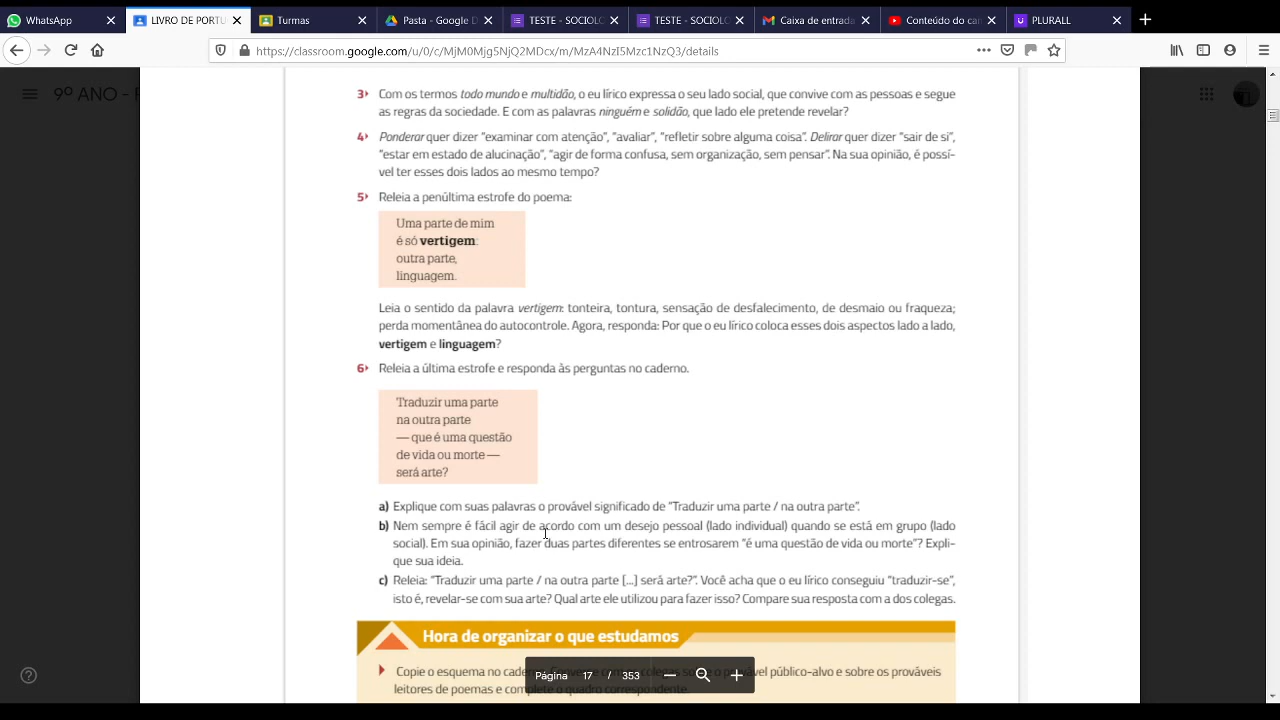 WhatsApp
LIVRO DE PORTU
Turmas
Pasta - Google D
TESTE - SOCIOLO
TESTE - SOCIOLO
Caixa de entrada
Conteúdo do car
PLURALL
https://classroom.google.com/u/0/c/MjM0Mjg5NjQ2MDcx/m/MzA4NzI5Mzc1NzQ3/details
9º ANO - F
3 Com os termos todo mundo e multidão, o eu lírico expressa o seu lado social, que convive com as pessoas e segue
as regras da sociedade. E com as palavras ninguém e solidão, que lado ele pretende revelar?
4 Ponderar quer dizer “examinar com atenção”, “avaliar”, “refletir sobre alguma coisa”. Delirar quer dizer “sair de si”,
“estar em estado de alucinação”, “agir de forma confusa, sem organização, sem pensar”. Na sua opinião, é possí-
vel ter esses dois lados ao mesmo tempo?
5 Releia a penúltima estrofe do poema:
Uma parte de mim
é só vertigem:
outra parte,
linguagem.
Leia o sentido da palavra vertigem: tonteira, tontura, sensação de desfalecimento, de desmaio ou fraqueza;
perda momentânea do autocontrole. Agora, responda: Por que o eu lírico coloca esses dois aspectos lado a lado,
vertigem e linguagem?
6 Releia a última estrofe e responda às perguntas no caderno.
Traduzir uma parte
na outra parte
— que é uma questão
de vida ou morte —
será arte?
a) Explique com suas palavras o provável significado de “Traduzir uma parte / na outra parte”.
b) Nem sempre é fácil agir de acordo com um desejo pessoal (lado individual) quando se está em grupo (lado
social). Em sua opinião, fazer duas partes diferentes se entrosarem “é uma questão de vida ou morte”? Expli-
que sua ideia.
c) Releia: “Traduzir uma parte / na outra parte [...] será arte?”. Você acha que o eu lírico conseguiu “traduzir-se”,
isto é, revelar-se com sua arte? Qual arte ele utilizou para fazer isso? Compare sua resposta com a dos colegas.
Hora de organizar o que estudamos
Copie o esquema no caderno. Converse com os colegas sobre o provável público-alvo e sobre os prováveis
leitores de poemas e complete o quadro correspondente.
Página 17 / 353